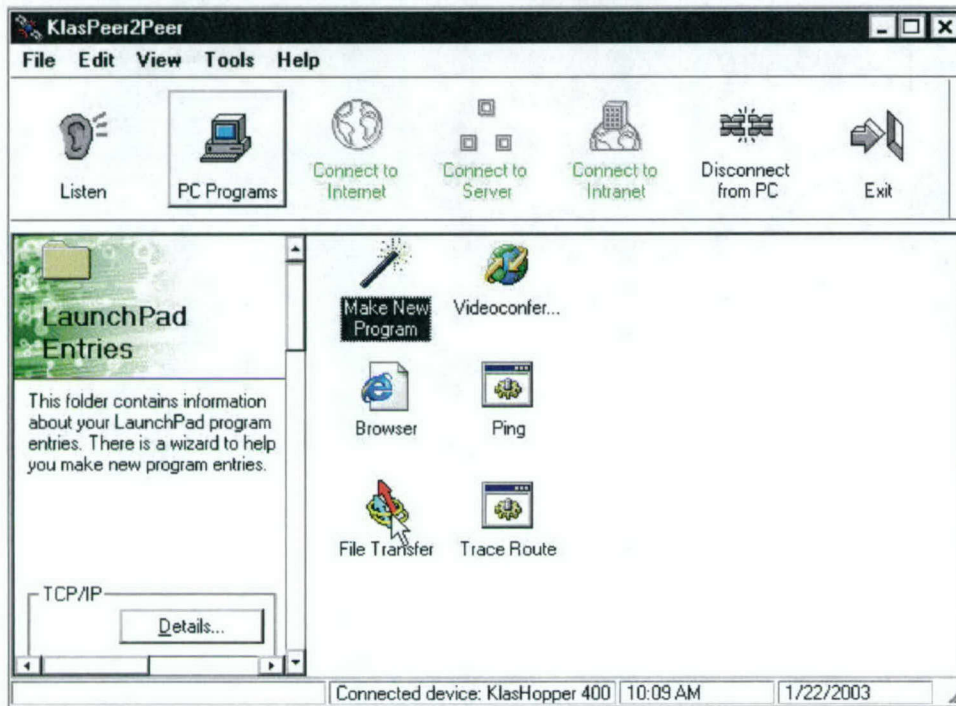 KlasPeer2Peer
File Edit View Tools Help
Listen
PC Programs
Connect to
Internet
Connect to
Server
Connect to
Intranet
Disconnect
from PC
Exit
LaunchPad
Entries
This folder contains information
about your LaunchPad program
entries. There is a wizard to help
you make new program entries.
TCP/IP
Details...
Make New
Program
Videoconfer...
Browser
Ping
File Transfer
Trace Route
Connected device: KlasHopper 400
10:09 AM
1/22/2003